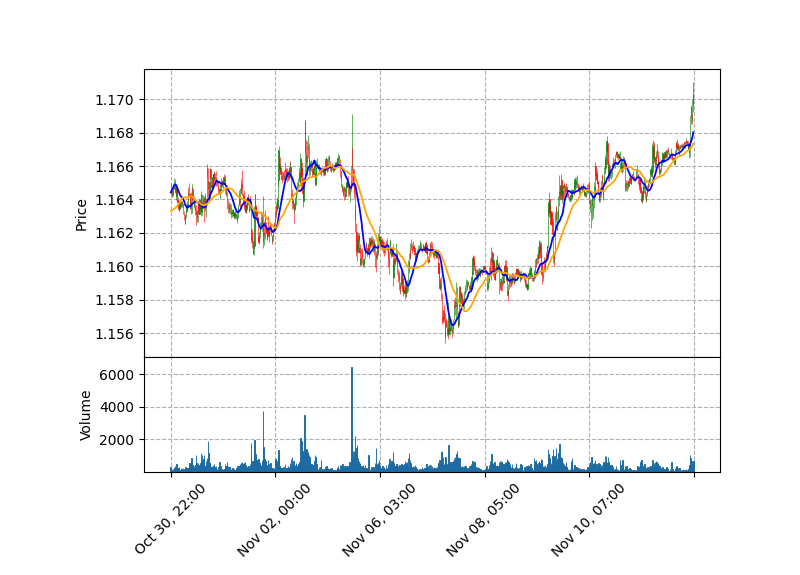 Price
1.170
1.168
1.166
1.164
1.162
1.160
1.158
1.156
Volume
6000
4000
2000
Oct 30, 22:00
Nov 02, 00:00
Nov 06, 03:00
Nov 08, 05:00
Nov 10, 07:00